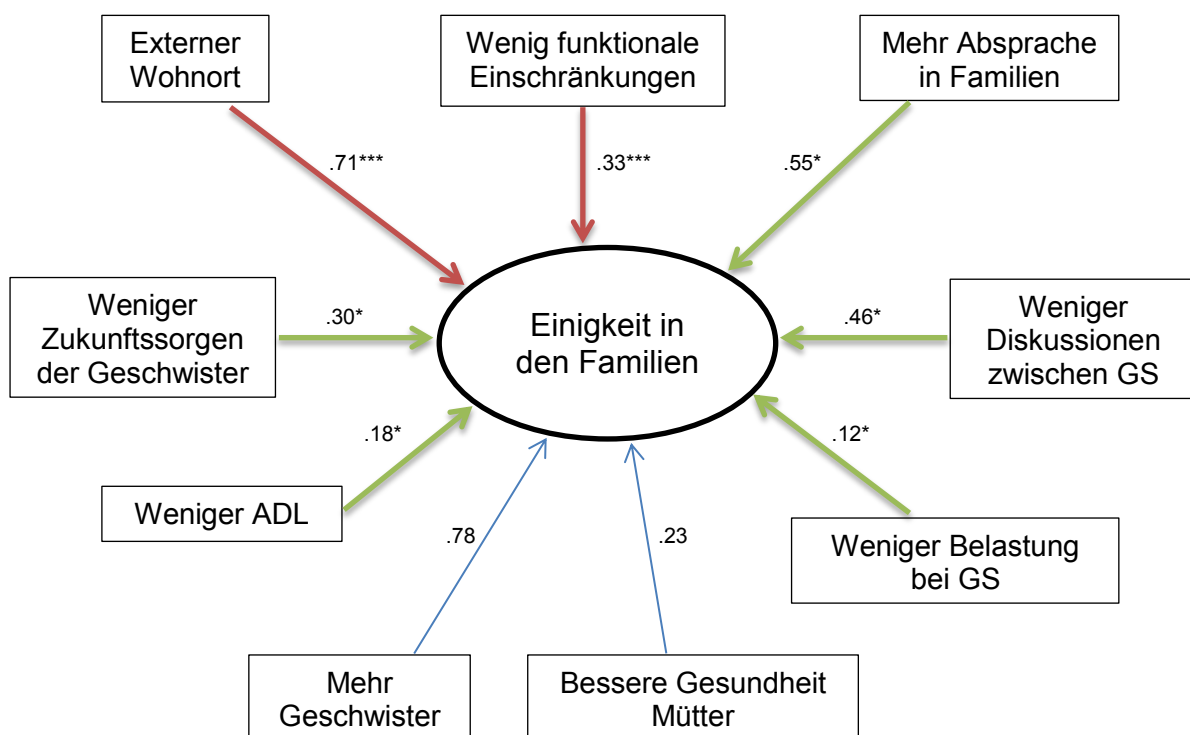 Externer
Wohnort
Wenig funktionale
Einschränkungen
Mehr Absprache
in Familien
.71***
.33***
.55*
Weniger
Zukunftssorgen
der Geschwister
.30*
Einigkeit in
den Familien
.46*
Weniger
Diskussionen
zwischen GS
.18*
.12*
Weniger ADL
.78
.23
Weniger Belastung
bei GS
Mehr
Geschwister
Bessere Gesundheit
Mütter